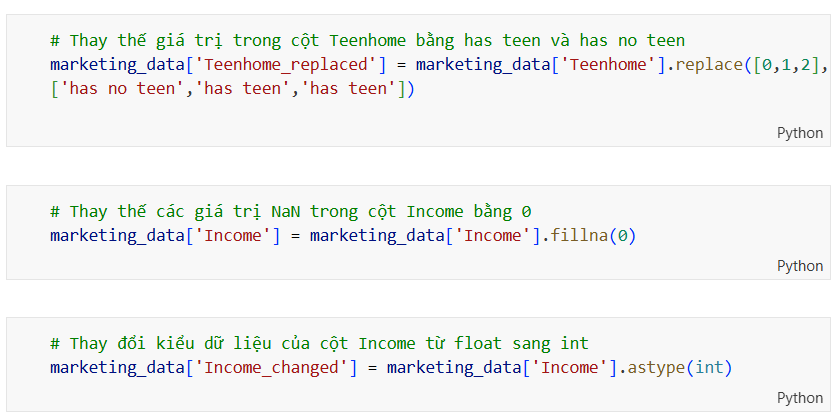 # Thay thế giá trị trong cột Teenhome bằng has teen và has no teen
marketing_data['Teenhome_replaced'] = marketing_data['Teenhome'].replace([0,1,2],
['has no teen','has teen','has teen'])
Python
# Thay thế các giá trị NaN trong cột Income bằng 0
marketing_data['Income'] = marketing_data['Income'].fillna(0)
Python
# Thay đổi kiểu dữ liệu của cột Income từ float sang int
marketing_data['Income_changed'] = marketing_data['Income'].astype(int)
Python